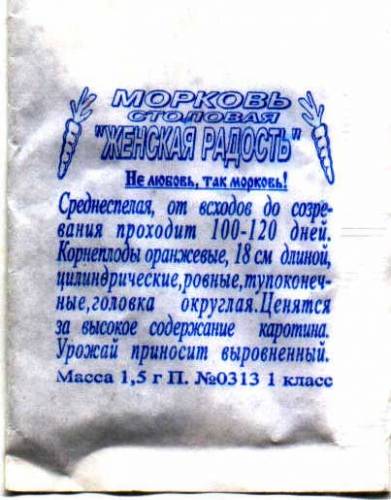 МОРКОВЬ
СТОЛОВАЯ
"ЖЕНСКАЯ РАДОСТЬ"
Не любовь, так морковь!
Среднеспелая, от всходов до созре-
вания проходит 100-120 дней.
Корнеплоды оранжевые, 18 см длиной,
цилиндрические,ровные,тупоконеч-
ные,головка округлая.Ценятся
за высокое содержание каротина.
Урожай приносит выровненный.
Масса 1,5 г П. №0313 1 класс